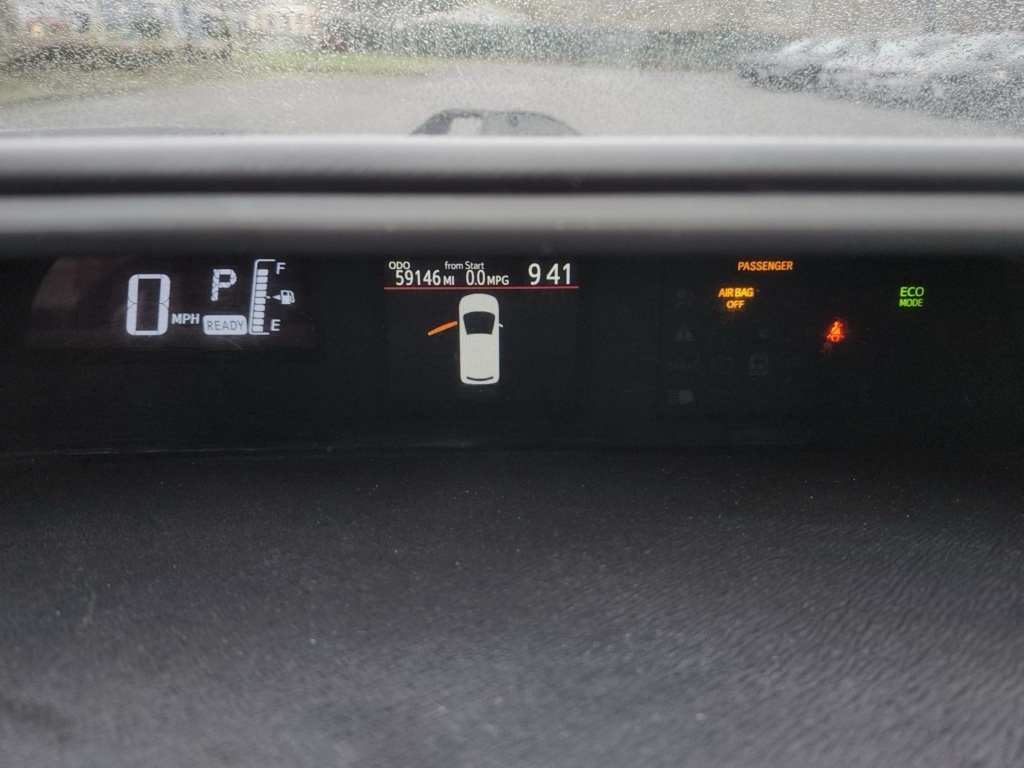 0 MPH
P
READY
F
E
ODO
59146 MI
from Start
0.0 MPG
9 41
PASSENGER
AIR BAG
OFF
ECO
MODE